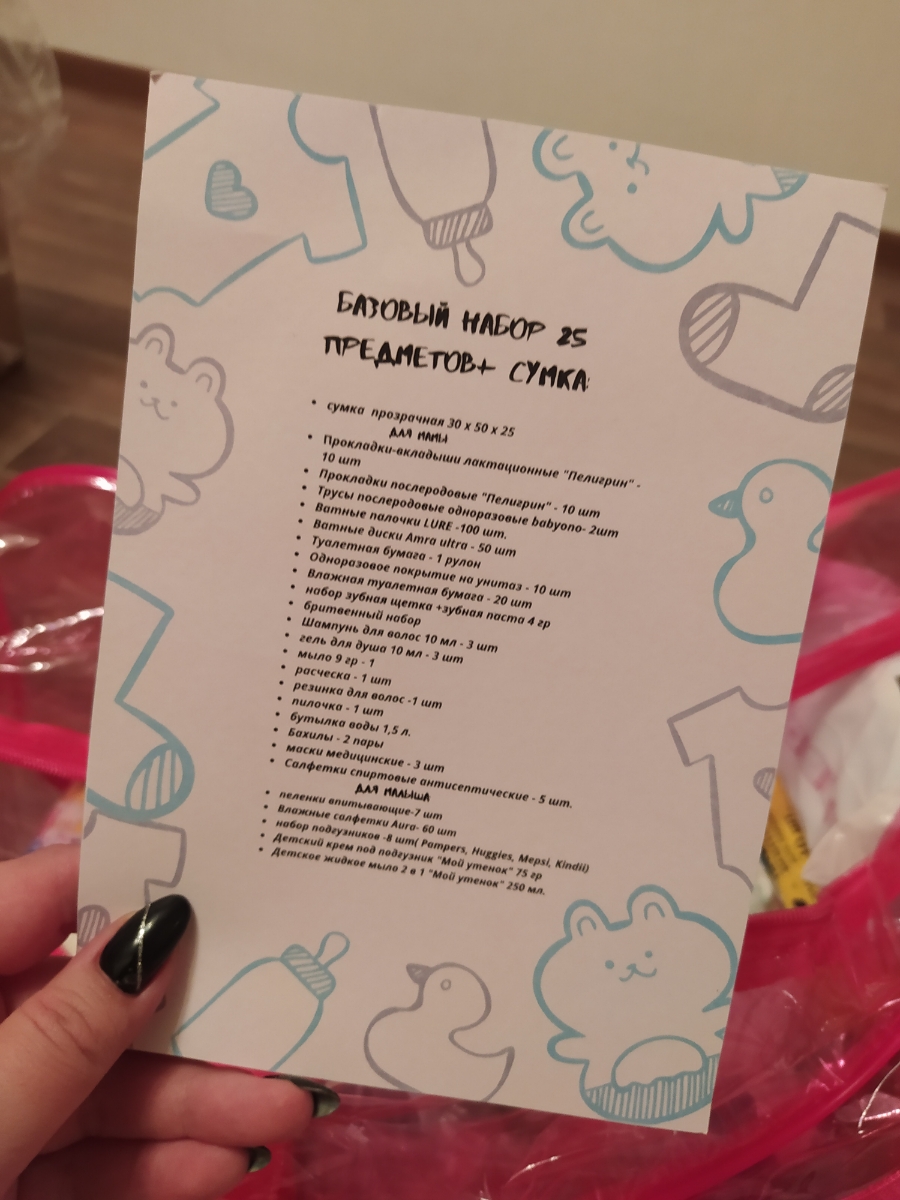 БАЗОВЫЙ НАБОР 25
ПРЕДМЕТОВ+ СУМКА:
• сумка прозрачная 30 x 50 x 25
ДЛЯ МАМЫ
• Прокладки-вкладыши лактационные "Пелигрин" -
10 шт
• Прокладки послеродовые "Пелигрин" - 10 шт
• Трусы послеродовые одноразовые babyono- 2шт
• Ватные палочки LURE -100 шт.
• Ватные диски Amra ultra - 50 шт
• Туалетная бумага - 1 рулон
• Одноразовое покрытие на унитаз - 10 шт
• Влажная туалетная бумага - 20 шт
• набор зубная щетка +зубная паста 4 гр
• бритвенный набор
• Шампунь для волос 10 мл - 3 шт
• гель для душа 10 мл - 3 шт
• мыло 9 гр - 1
• расческа - 1 шт
• резинка для волос -1 шт
• пилочка - 1 шт
• бутылка воды 1,5 л.
• Бахилы - 2 пары
• маски медицинские - 3 шт
• Салфетки спиртовые антисептические - 5 шт.
ДЛЯ МАЛЫША
• пеленки впитывающие-7 шт
• Влажные салфетки Aura- 60 шт
• набор подгузников -8 шт( Pampers, Huggies, Mepsi, Kindii)
• Детский крем под подгузник "Мой утенок" 75 гр
• Детское жидкое мыло 2 в 1 "Мой утенок" 250 мл.